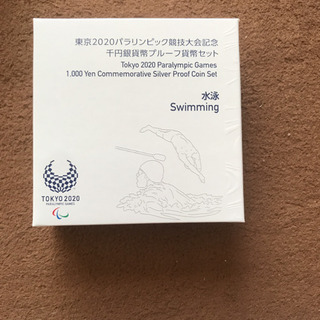 東京2020パラリンピック競技大会記念
千円銀貨幣プルーフ貨幣セット
Tokyo 2020 Paralympic Games
1,000 Yen Commemorative Silver Proof Coin Set
水泳
Swimming
TOKYO 2020
PARALYMPIC GAMES